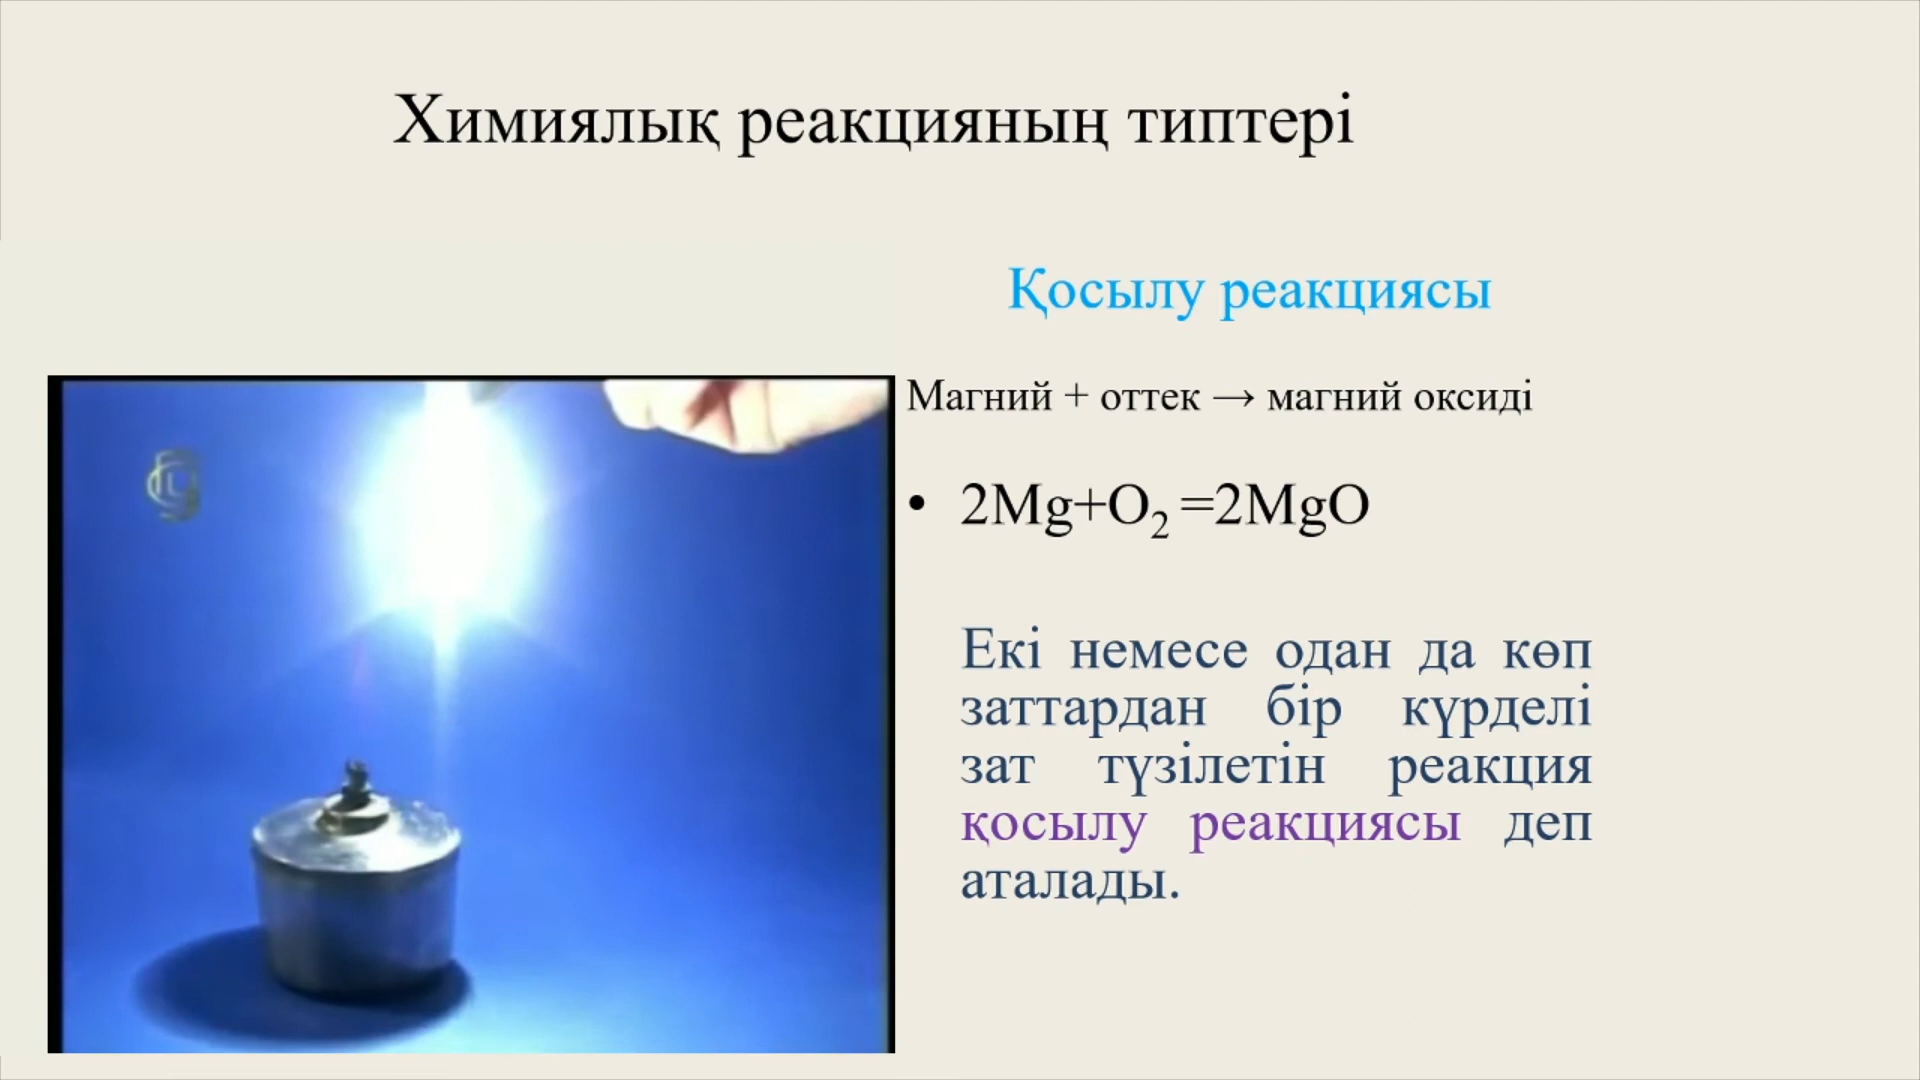 Химиялық реакцияның типтері
Қосылу реакциясы
Магний + оттек → магний оксиді
• 2Mg+O₂ =2MgO
Екі немесе одан да көп
заттардан бір күрделі
зат түзілетін реакция
қосылу реакциясы деп
аталады.